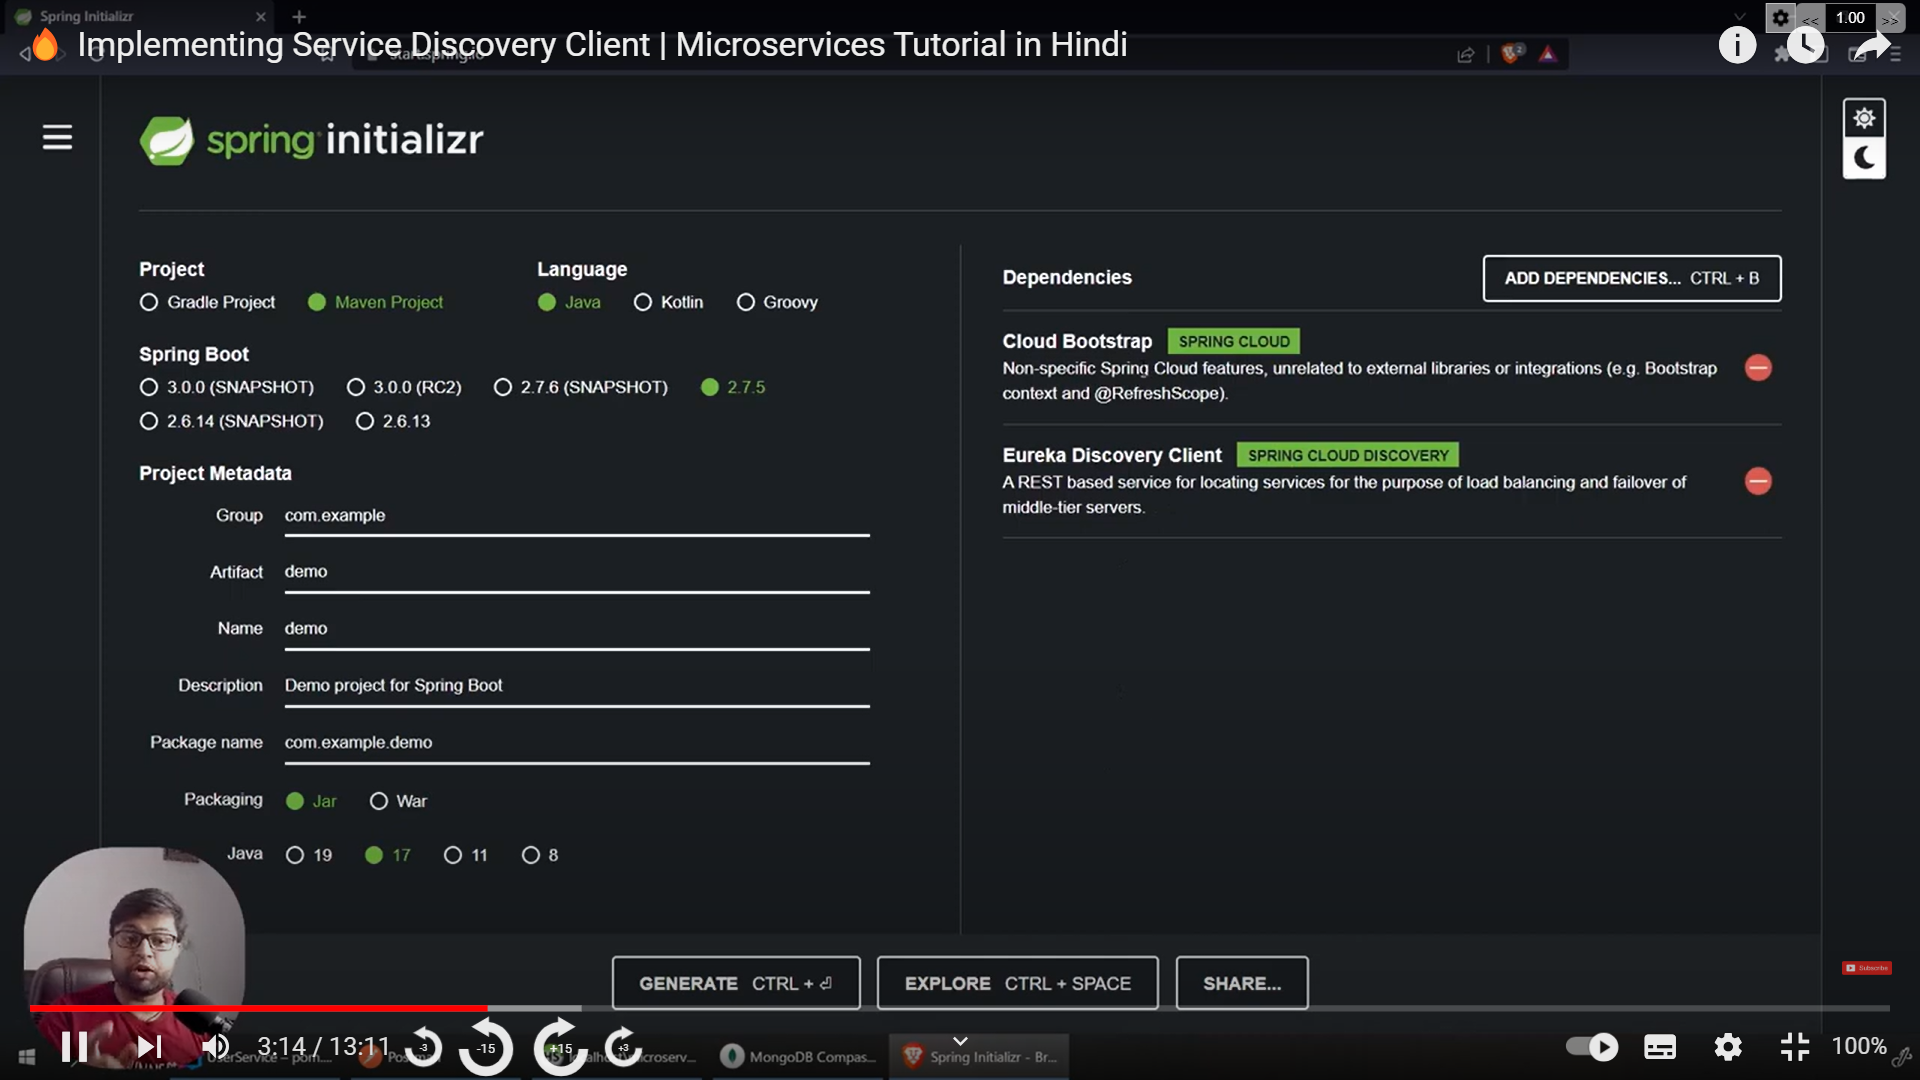 Spring Initializr
<< 1.00 >>
Implementing Service Discovery Client | Microservices Tutorial in Hindi
start.spring.io
2
spring initializr
Project
Gradle Project Maven Project
Language
Java Kotlin Groovy
Spring Boot
3.0.0 (SNAPSHOT) 3.0.0 (RC2) 2.7.6 (SNAPSHOT) 2.7.5
2.6.14 (SNAPSHOT) 2.6.13
Project Metadata
Group com.example
Artifact demo
Name demo
Description Demo project for Spring Boot
Package name com.example.demo
Packaging Jar War
Java 19 17 11 8
Dependencies ADD DEPENDENCIES... CTRL + B
Cloud Bootstrap SPRING CLOUD
Non-specific Spring Cloud features, unrelated to external libraries or integrations (e.g. Bootstrap
context and @RefreshScope).
Eureka Discovery Client SPRING CLOUD DISCOVERY
A REST based service for locating services for the purpose of load balancing and failover of
middle-tier servers.
Subscribe
GENERATE CTRL + ⏎ EXPLORE CTRL + SPACE SHARE...
3:14 / 13:11 -3 -15 +15 +3 100%
UserService – pom.... MongoDB Compas... Spring Initializr - Br...